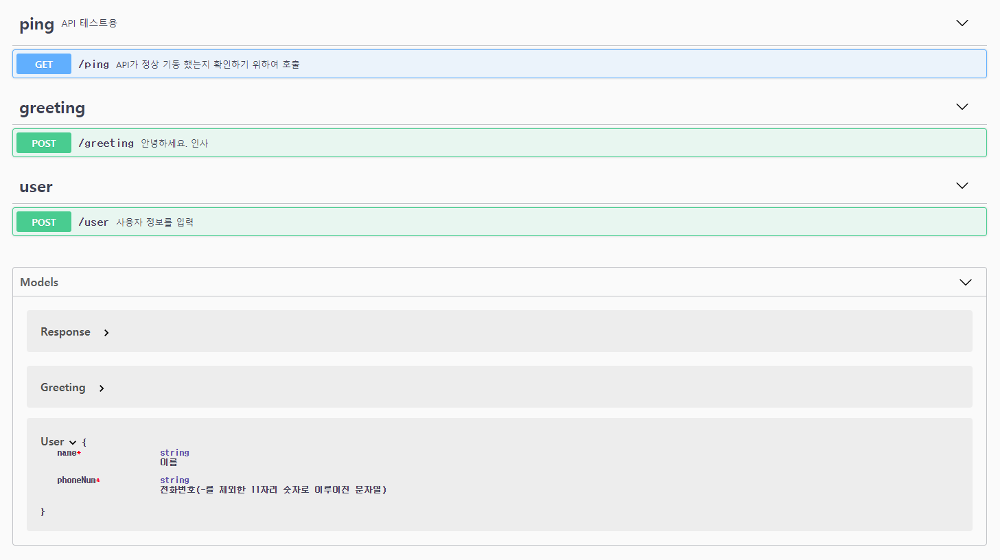 ping API 테스트용
GET /ping API가 정상 기동 했는지 확인하기 위하여 호출
greeting
POST /greeting 안녕하세요. 인사
user
POST /user 사용자 정보를 입력
Models
Response
Greeting
User {
name* string
이름
phoneNum* string
전화번호(-를 제외한 11자리 숫자로 이루어진 문자열)
}